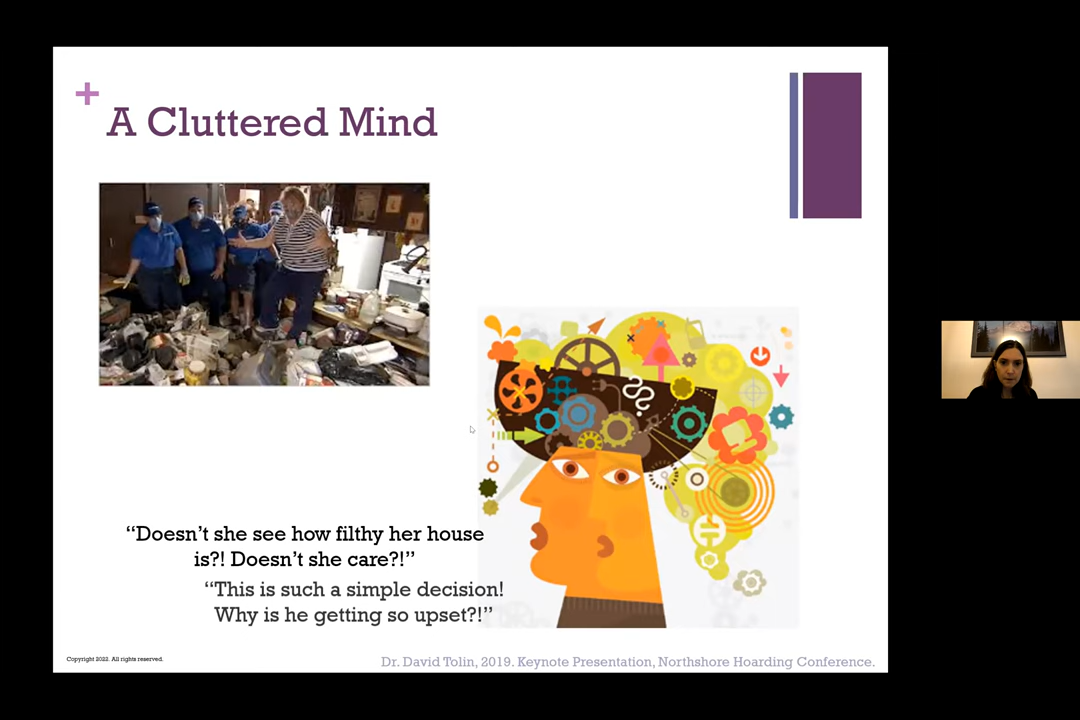 A Cluttered Mind
“Doesn’t she see how filthy her house
is?! Doesn’t she care?!”
“This is such a simple decision!
Why is he getting so upset?!”
Copyright 2023. All rights reserved.
Dr. David Tolin, 2019. Keynote Presentation, Northshore Hoarding Conference.